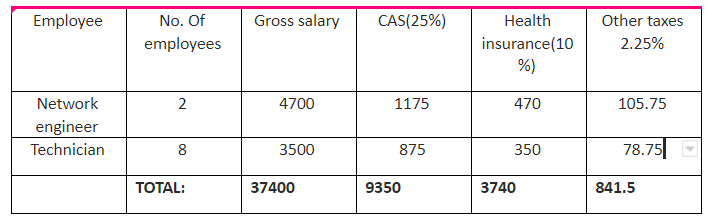 Employee No. Of employees Gross salary CAS(25%) Health insurance(10 %) Other taxes 2.25%
Network engineer 2 4700 1175 470 105.75
Technician 8 3500 875 350 78.75
TOTAL: 37400 9350 3740 841.5